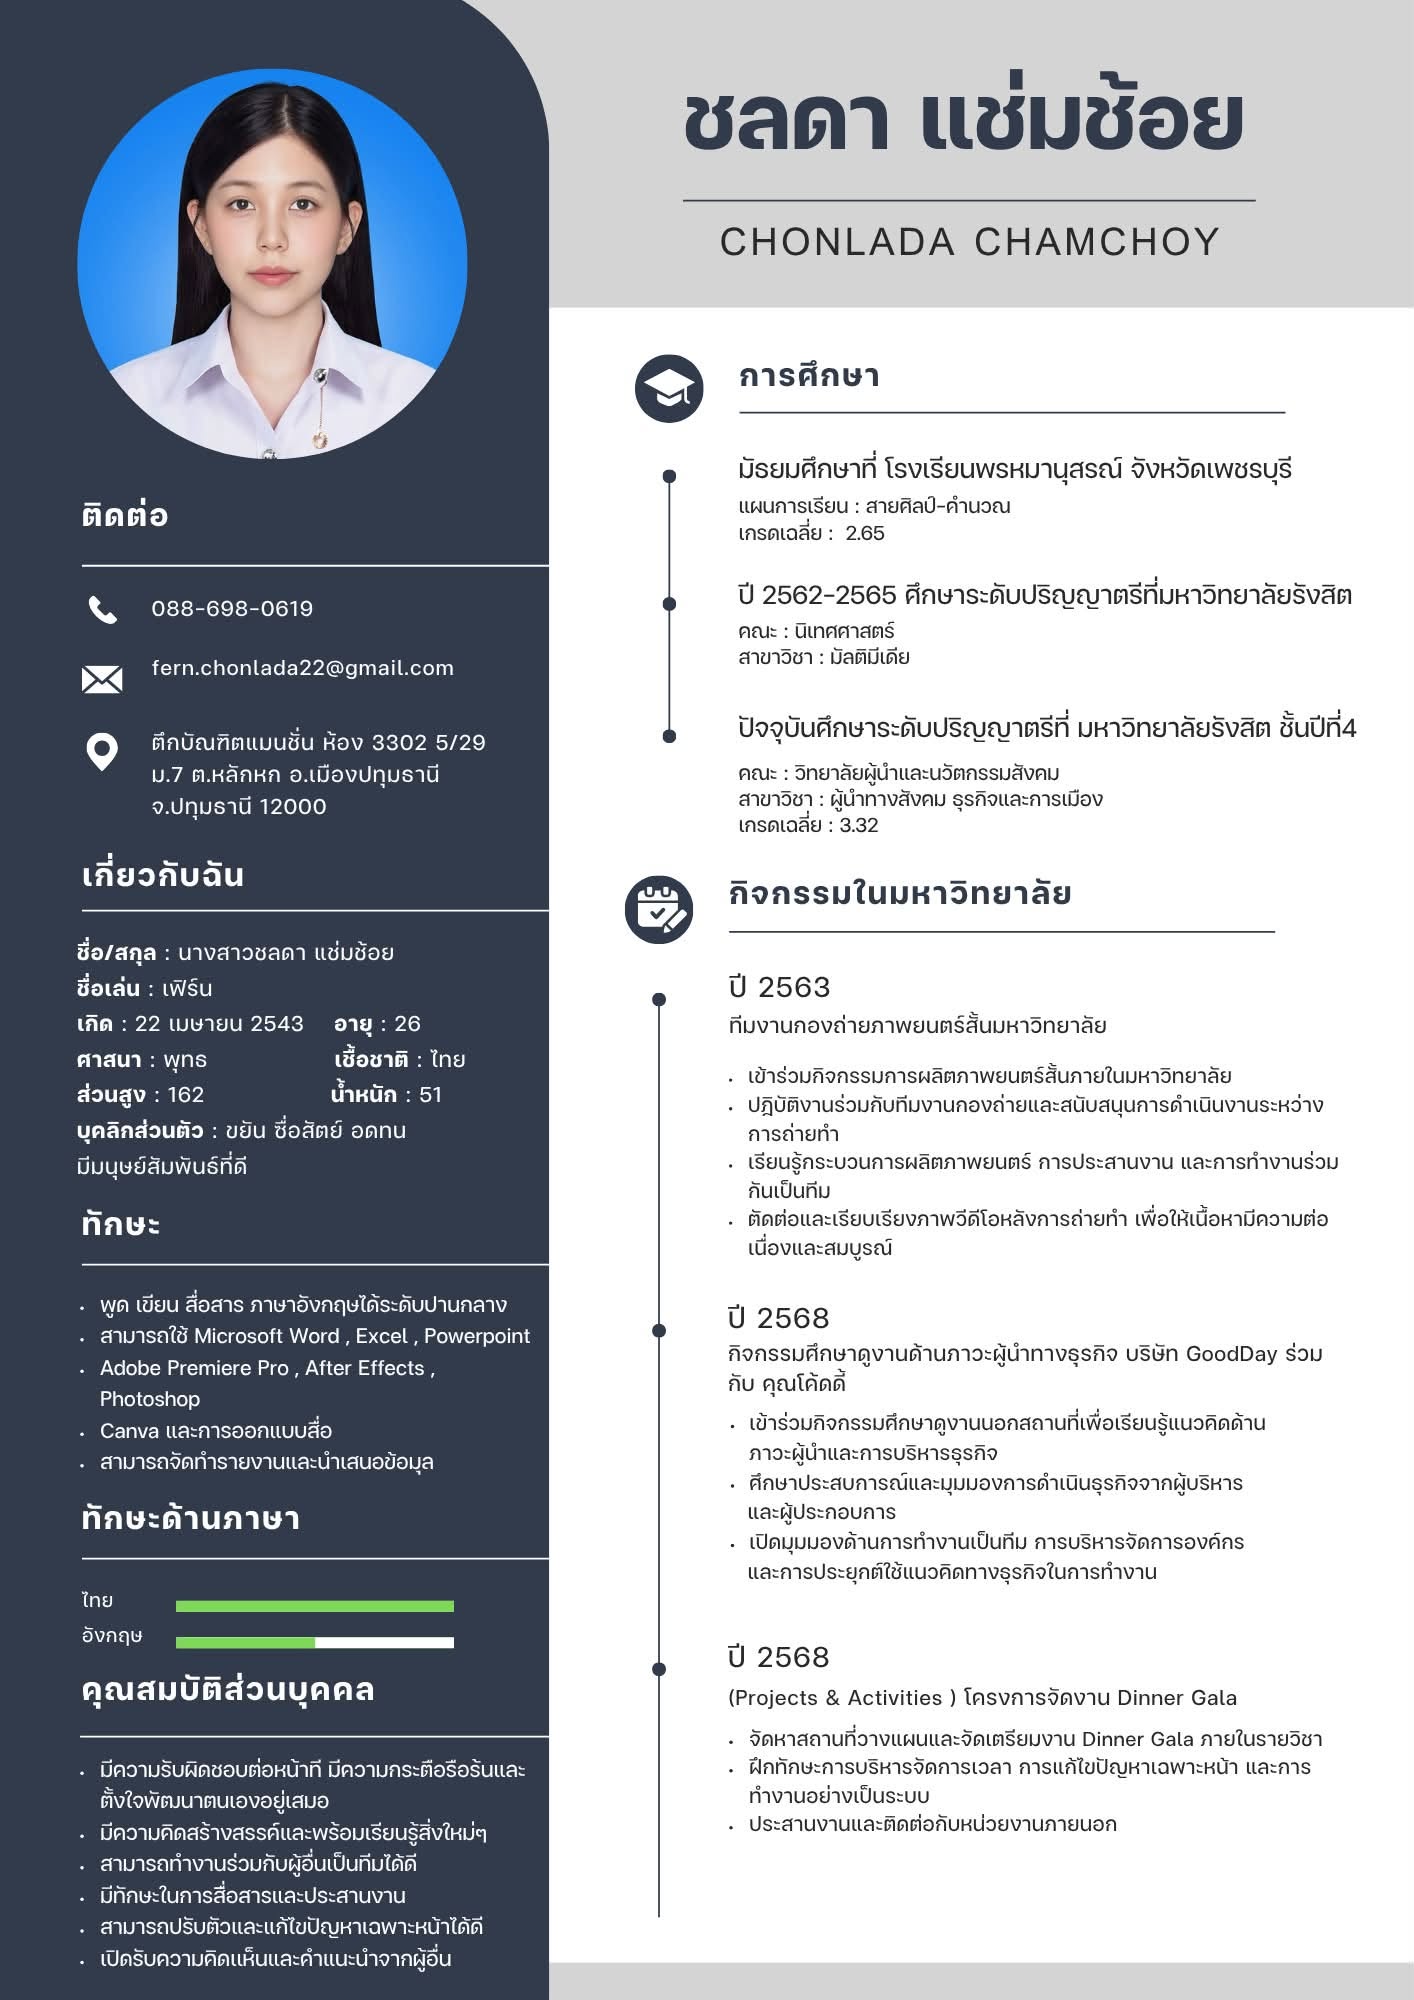 ชลดา แช่มช้อย
CHONLADA CHAMCHOY
ติดต่อ
088-698-0619
fern.chonlada22@gmail.com
ตึกบัณฑิตแมนชั่น ห้อง 3302 5/29
ม.7 ต.หลักหก อ.เมืองปทุมธานี
จ.ปทุมธานี 12000
เกี่ยวกับฉัน
ชื่อ/สกุล : นางสาวชลดา แช่มช้อย
ชื่อเล่น : เฟิร์น
เกิด : 22 เมษายน 2543 อายุ : 26
ศาสนา : พุทธ เชื้อชาติ : ไทย
ส่วนสูง : 162 น้ำหนัก : 51
บุคลิกส่วนตัว : ขยัน ซื่อสัตย์ อดทน
มีมนุษย์สัมพันธ์ที่ดี
ทักษะ
• พูด เขียน สื่อสาร ภาษาอังกฤษได้ระดับปานกลาง
• สามารถใช้ Microsoft Word , Excel , Powerpoint
• Adobe Premiere Pro , After Effects ,
Photoshop
• Canva และการออกแบบสื่อ
• สามารถจัดทำรายงานและนำเสนอข้อมุล
ทักษะด้านภาษา
ไทย
อังกฤษ
คุณสมบัติส่วนบุคคล
• มีความรับผิดชอบต่อหน้าที มีความกระตือรือร้นและ
ตั้งใจพัฒนาตนเองอยู่เสมอ
• มีความคิดสร้างสรรค์และพร้อมเรียนรู้สิ่งใหม่ๆ
• สามารถทำงานร่วมกับผู้อื่นเป็นทีมได้ดี
• มีทักษะในการสื่อสารและประสานงาน
• สามารถปรับตัวและแก้ไขปัญหาเฉพาะหน้าได้ดี
• เปิดรับความคิดเห็นและคำแนะนำจากผู้อื่น
การศึกษา
มัธยมศึกษาที่ โรงเรียนพรหมานุสรณ์ จังหวัดเพชรบุรี
แผนการเรียน : สายศิลป์-คำนวณ
เกรดเฉลี่ย : 2.65
ปี 2562-2565 ศึกษาระดับปริญญาตรีที่มหาวิทยาลัยรังสิต
คณะ : นิเทศศาสตร์
สาขาวิชา : มัลติมีเดีย
ปัจจุบันศึกษาระดับปริญญาตรีที่ มหาวิทยาลัยรังสิต ชั้นปีที่4
คณะ : วิทยาลัยผู้นำและนวัตกรรมสังคม
สาขาวิชา : ผู้นำทางสังคม ธุรกิจและการเมือง
เกรดเฉลี่ย : 3.32
กิจกรรมในมหาวิทยาลัย
ปี 2563
ทีมงานกองถ่ายภาพยนตร์สั้นมหาวิทยาลัย
• เข้าร่วมกิจกรรมการผลิตภาพยนตร์สั้นภายในมหาวิทยาลัย
• ปฎิบัติงานร่วมกับทีมงานกองถ่ายและสนับสนุนการดำเนินงานระหว่าง
การถ่ายทำ
• เรียนรู้กระบวนการผลิตภาพยนตร์ การประสานงาน และการทำงานร่วม
กันเป็นทีม
• ตัดต่อและเรียบเรียงภาพวีดีโอหลังการถ่ายทำ เพื่อให้เนื้อหามีความต่อ
เนื่องและสมบูรณ์
ปี 2568
กิจกรรมศึกษาดูงานด้านภาวะผู้นำทางธุรกิจ บริษัท GoodDay ร่วม
กับ คุณโค้ดดี้
• เข้าร่วมกิจกรรมศึกษาดูงานนอกสถานที่เพื่อเรียนรู้แนวคิดด้าน
ภาวะผู้นำและการบริหารธุรกิจ
• ศึกษาประสบการณ์และมุมมองการดำเนินธุรกิจจากผู้บริหาร
และผู้ประกอบการ
• เปิดมุมมองด้านการทำงานเป็นทีม การบริหารจัดการองค์กร
และการประยุกต์ใช้แนวคิดทางธุรกิจในการทำงาน
ปี 2568
(Projects & Activities ) โครงการจัดงาน Dinner Gala
• จัดหาสถานที่วางแผนและจัดเตรียมงาน Dinner Gala ภายในรายวิชา
• ฝึกทักษะการบริหารจัดการเวลา การแก้ไขปัญหาเฉพาะหน้า และการ
ทำงานอย่างเป็นระบบ
• ประสานงานและติดต่อกับหน่วยงานภายนอก